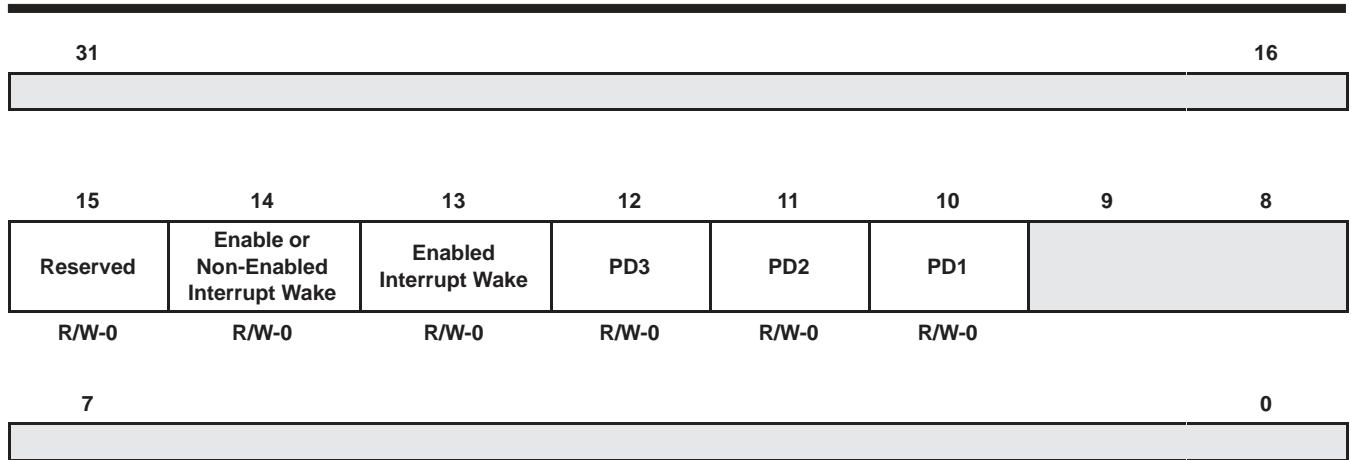 31 16
15 14 13 12 11 10 9 8
Reserved
Enable or
Non-Enabled
Interrupt Wake
Enabled
Interrupt Wake
PD3
PD2
PD1
R/W-0 R/W-0 R/W-0 R/W-0 R/W-0 R/W-0
7 0